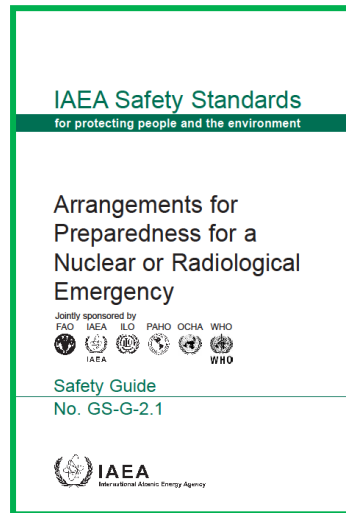 IAEA Safety Standards
for protecting people and the environment
Arrangements for
Preparedness for a
Nuclear or Radiological
Emergency
Jointly sponsored by
FAO IAEA ILO PAHO OCHA WHO
IAEA WHO
Safety Guide
No. GS-G-2.1
IAEA
International Atomic Energy Agency